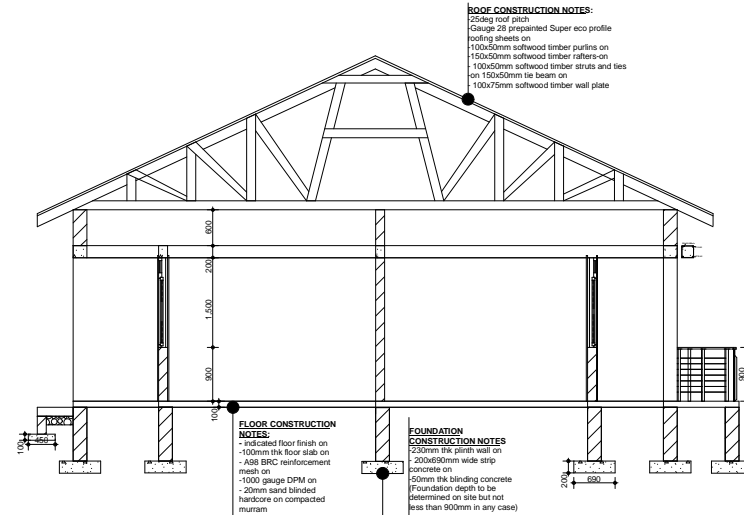 ROOF CONSTRUCTION NOTES:
-25deg roof pitch
-Gauge 28 prepainted Super eco profile
roofing sheets on
-100x50mm softwood timber purlins on
-150x50mm softwood timber rafters-on
- 100x50mm softwood timber struts and ties
-on 150x50mm tie beam on
- 100x75mm softwood timber wall plate
600
200
1,500
900
100
900
100
450
200
690
FLOOR CONSTRUCTION
NOTES:
- indicated floor finish on
-100mm thk floor slab on
- A98 BRC reinforcement
mesh on
-1000 gauge DPM on
- 20mm sand blinded
hardcore on compacted
murram
FOUNDATION
CONSTRUCTION NOTES
-230mm thk plinth wall on
- 200x690mm wide strip
concrete on
-50mm thk blinding concrete
(Foundation depth to be
determined on site but not
less than 900mm in any case)